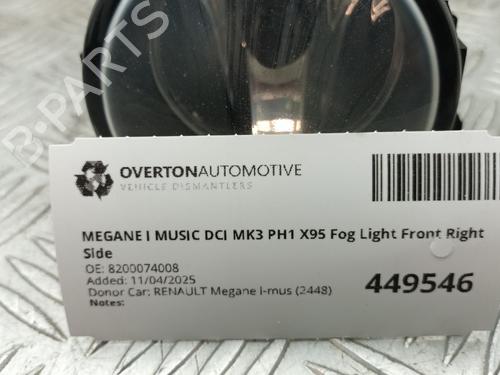 B-PARTS
OVERTONAUTOMOTIVE
VEHICLE DISMANTLERS
MEGANE I MUSIC DCI MK3 PH1 X95 Fog Light Front Right
Side
OE: 8200074008
Added: 11/04/2025
Donor Car: RENAULT Megane I-mus (2448)
Notes:
449546